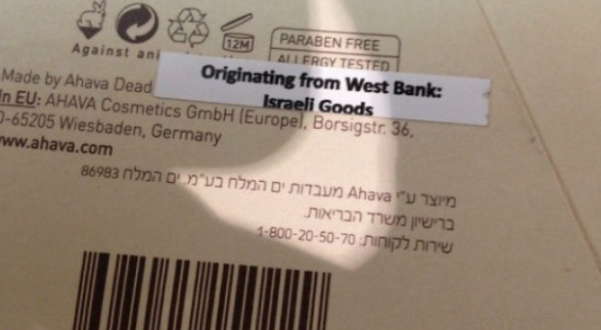 12M
PARABEN FREE
Against
ALLERGY TESTED
Made by Ahava Dead
Originating from West Bank:
Israeli Goods
In EU: AHAVA Cosmetics GmbH (Europe), Borsigstr. 36,
D-65205 Wiesbaden, Germany
www.ahava.com
מיוצר ע"י Ahava מעבדות ים המלח בע"מ. ים המלח 86983
ברישיון משרד הבריאות.
שירות לקוחות: 1-800-20-50-70